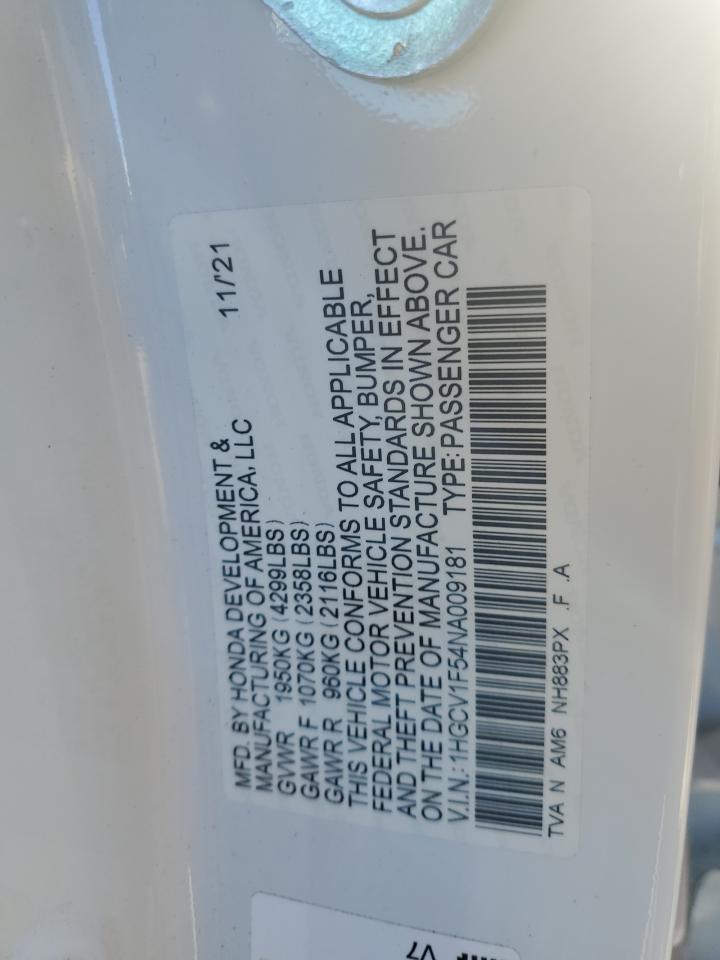 MFD. BY HONDA DEVELOPMENT & 11/'21
MANUFACTURING OF AMERICA, LLC
GVWR 1950KG (4299LBS)
GAWR F 1070KG (2358LBS)
GAWR R 960KG (2116LBS)
THIS VEHICLE CONFORMS TO ALL APPLICABLE
FEDERAL MOTOR VEHICLE SAFETY, BUMPER,
AND THEFT PREVENTION STANDARDS IN EFFECT
ON THE DATE OF MANUFACTURE SHOWN ABOVE.
V.I.N.: 1HGCV1F54NA009181 TYPE: PASSENGER CAR
TVA N AM6 NH883PX .F .A
V7